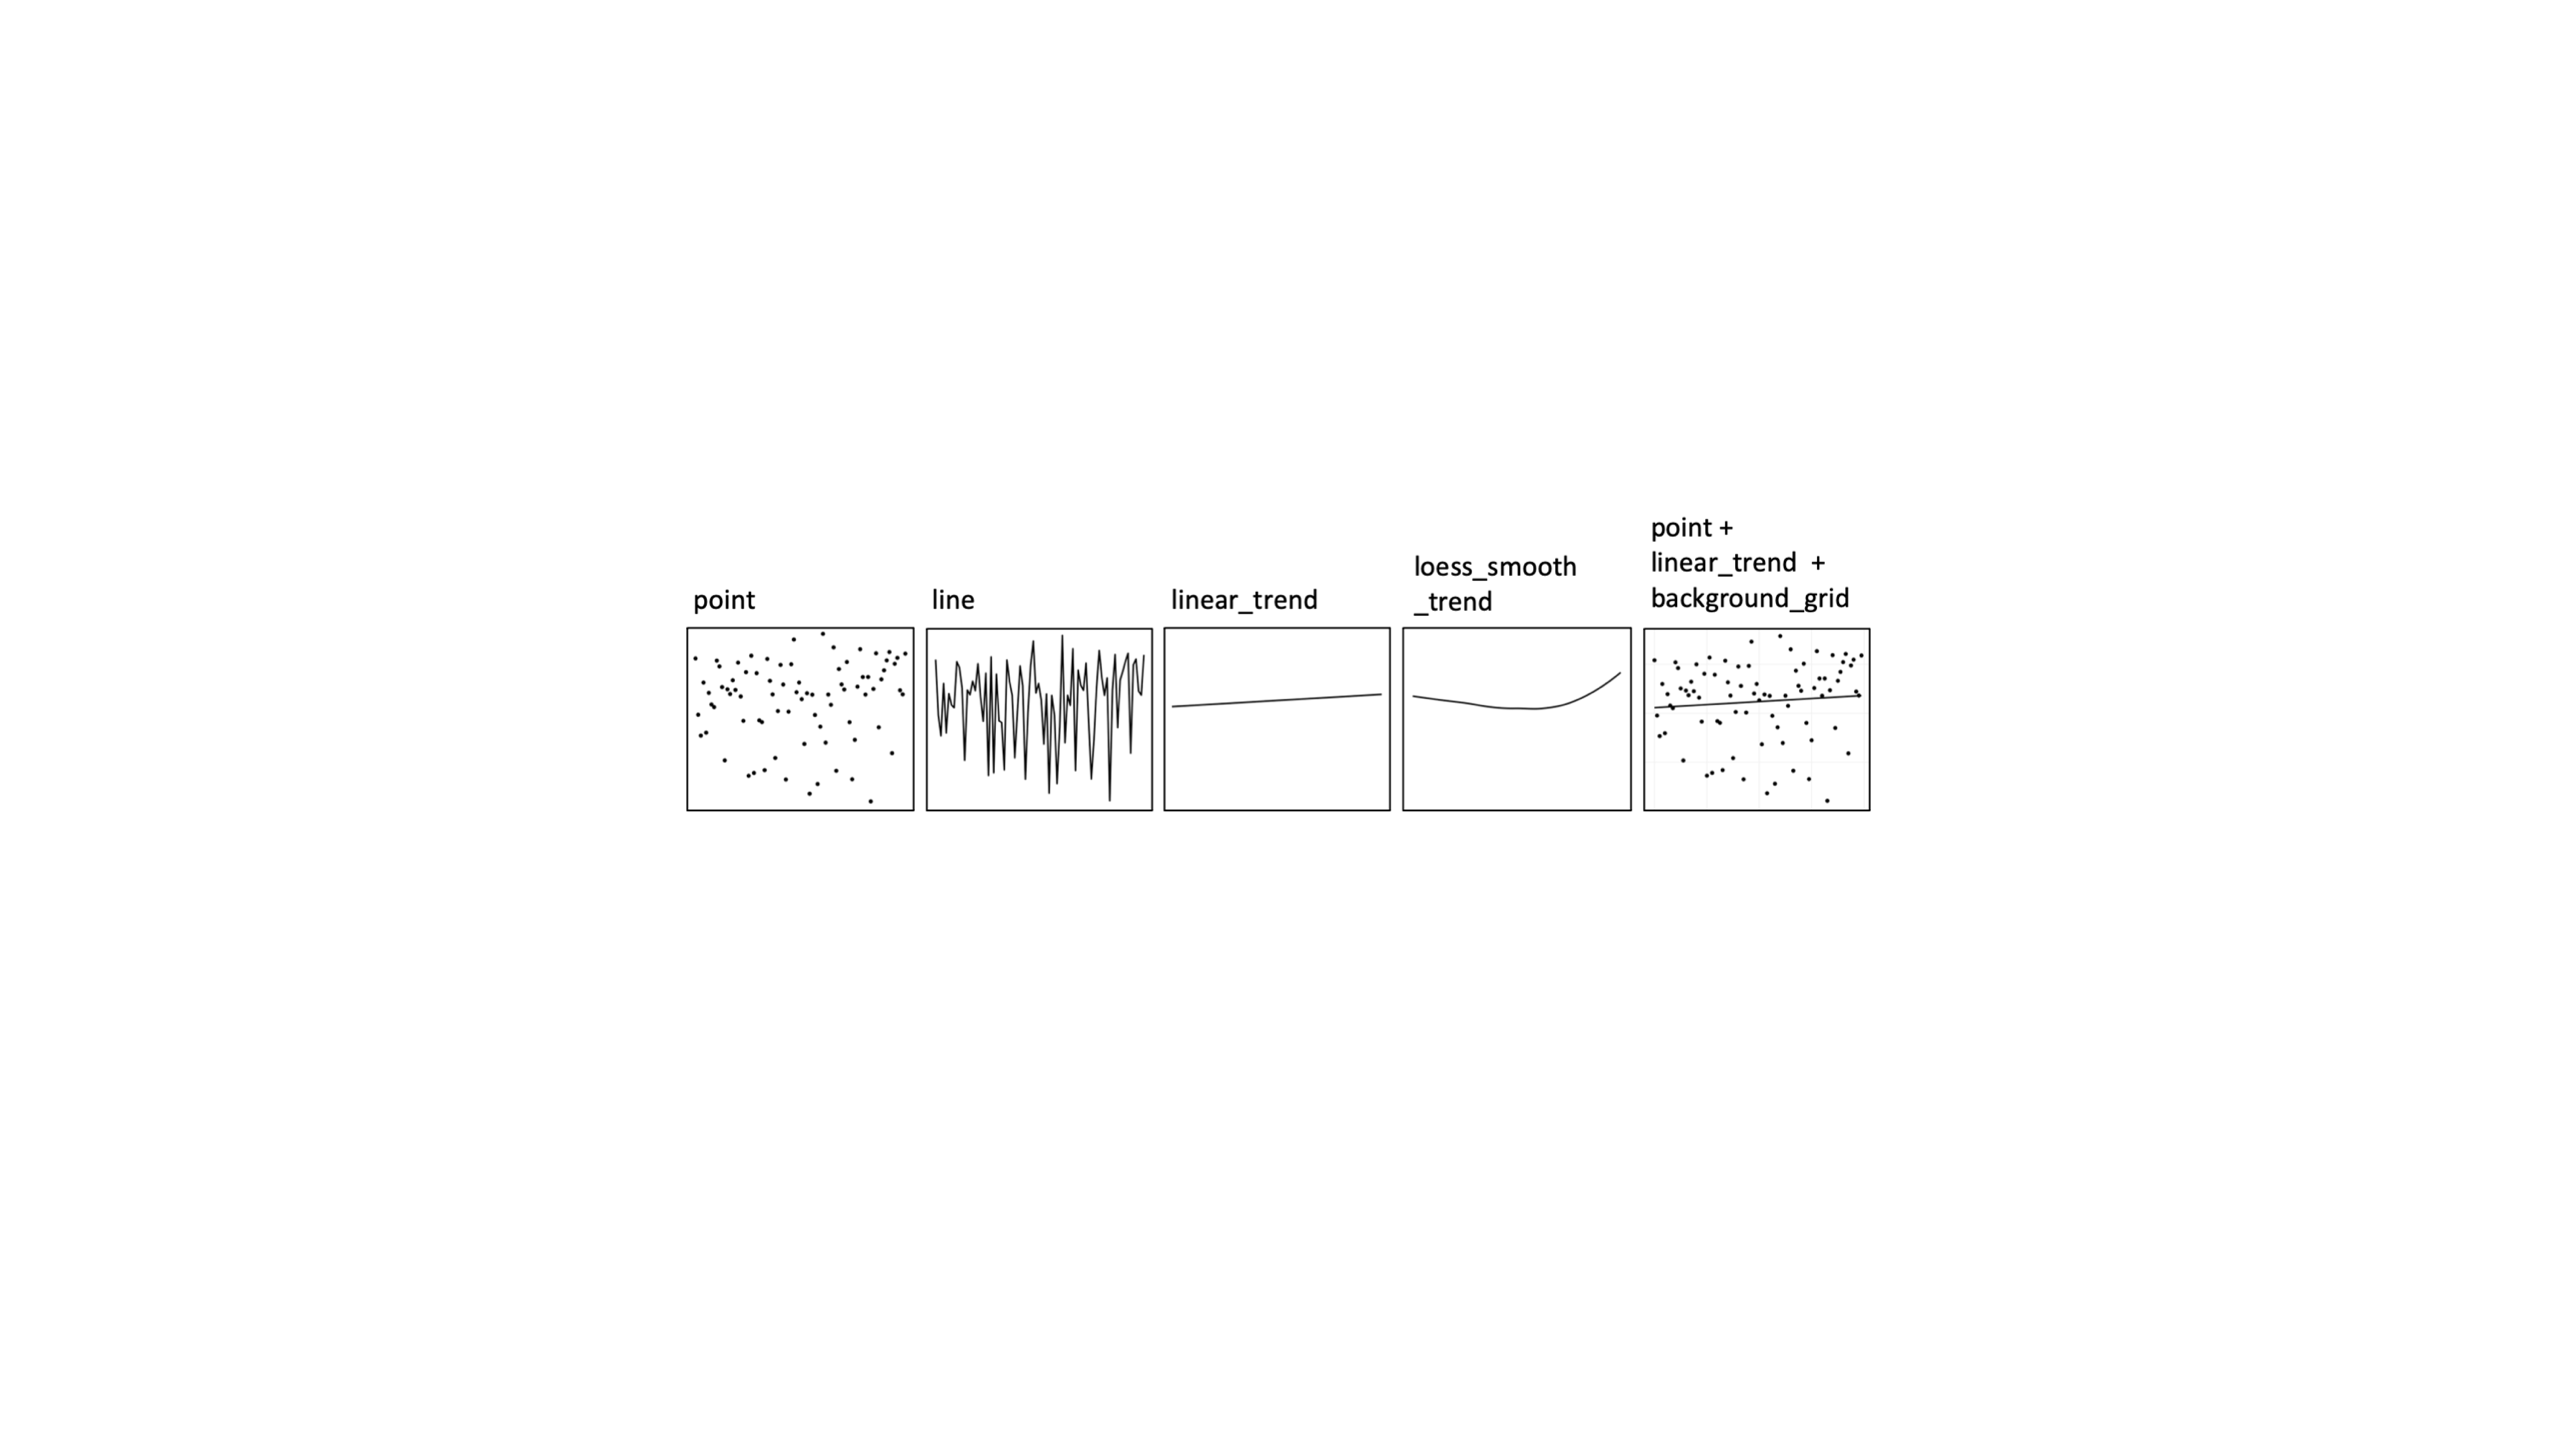 point
line
linear_trend
loess_smooth
_trend
point +
linear_trend  +
background_grid